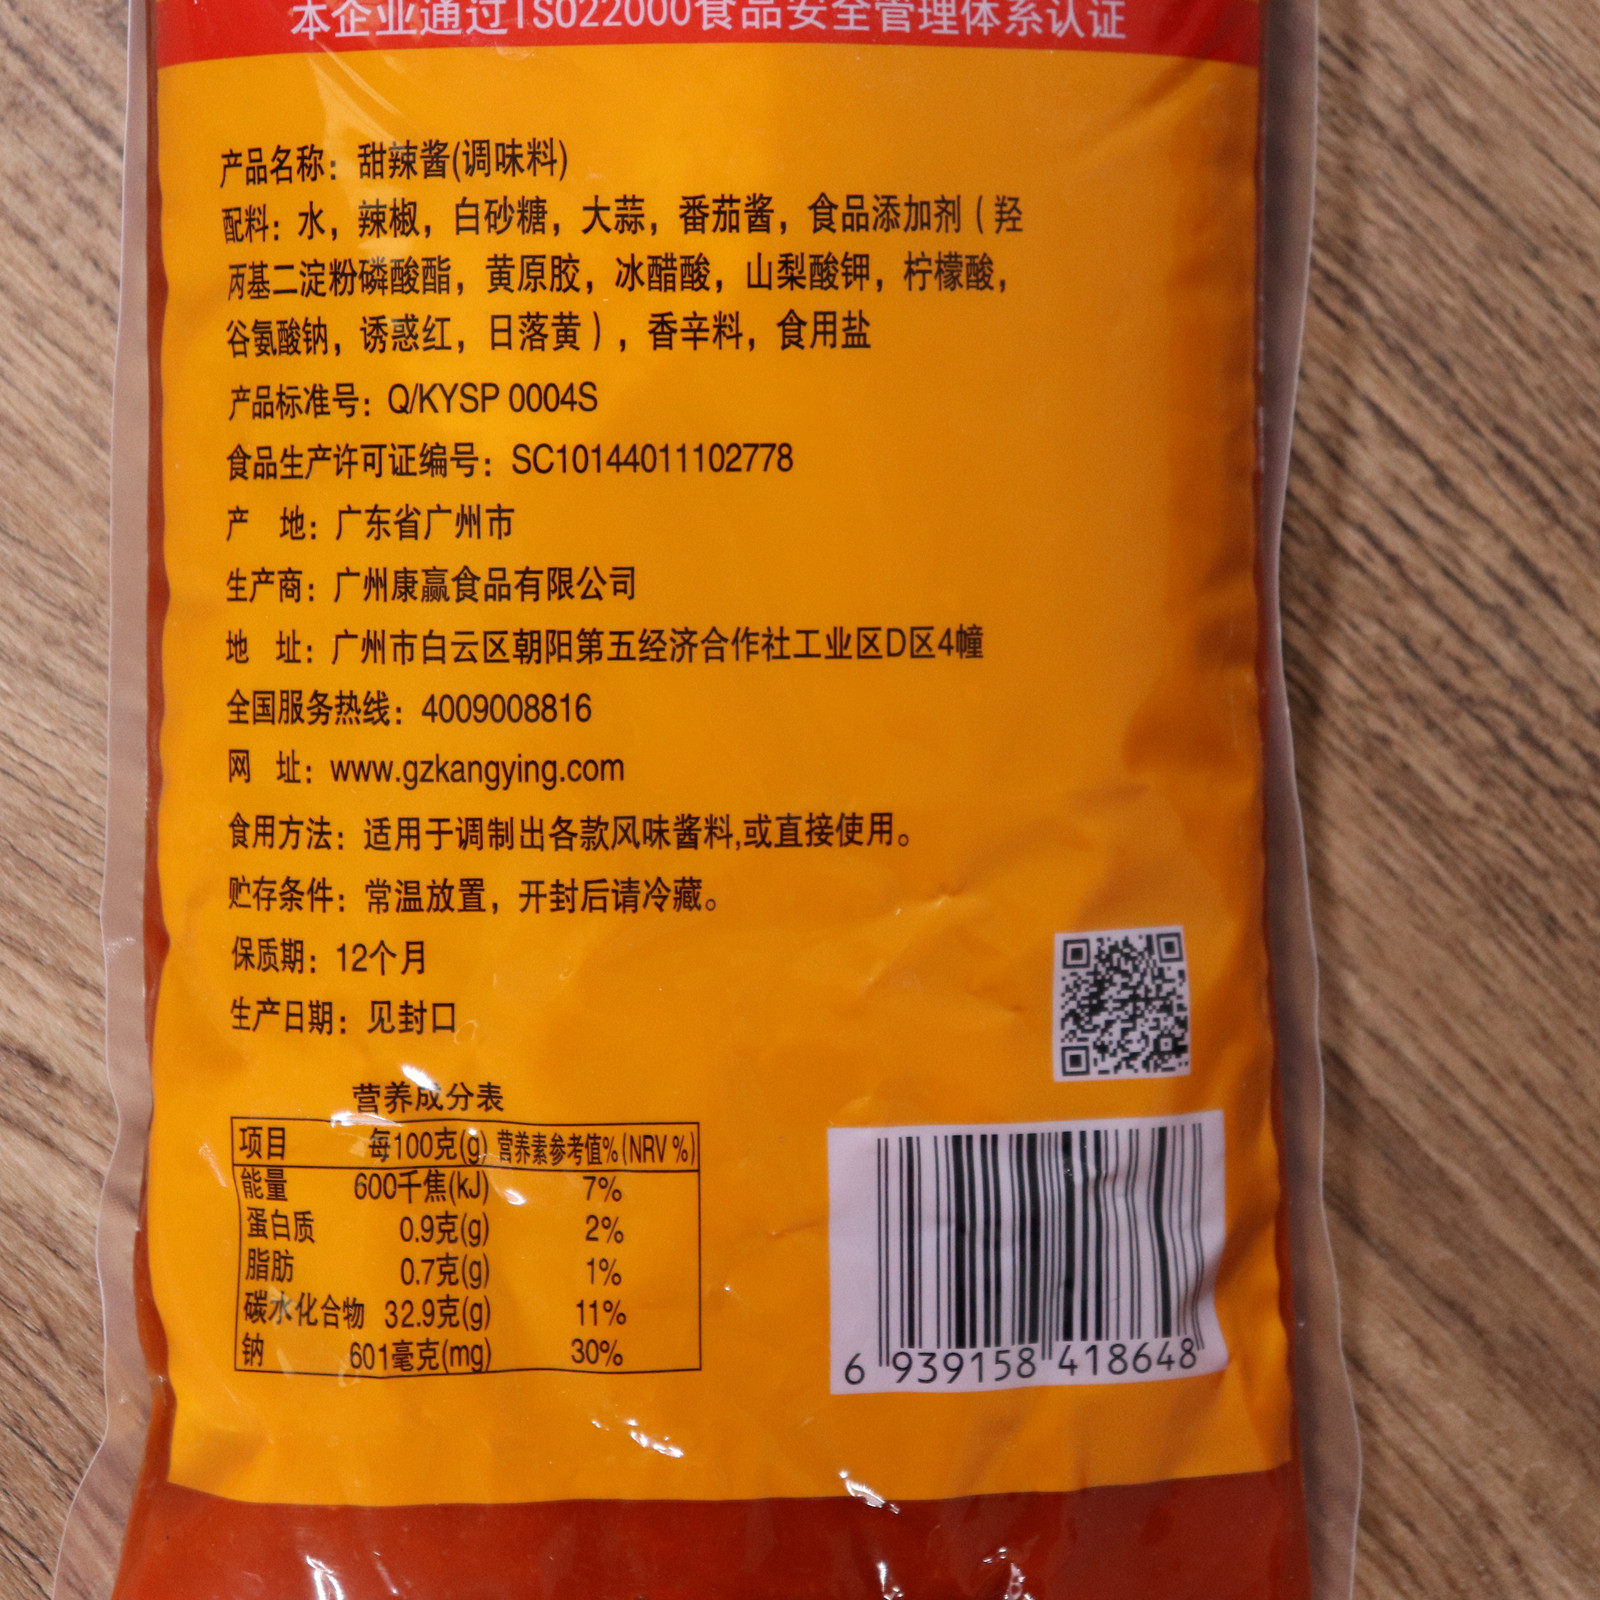 本企业通过ISO22000食品安全管理体系认证
产品名称：甜辣酱(调味料)
配料：水，辣椒，白砂糖，大蒜，番茄酱，食品添加剂（羟
丙基二淀粉磷酸酯，黄原胶，冰醋酸，山梨酸钾，柠檬酸，
谷氨酸钠，诱惑红，日落黄），香辛料，食用盐
产品标准号：Q/KYSP 0004S
食品生产许可证编号：SC10144011102778
产 地：广东省广州市
生产商：广州康赢食品有限公司
地 址：广州市白云区朝阳第五经济合作社工业区D区4幢
全国服务热线：4009008816
网 址：www.gzkangying.com
食用方法：适用于调制出各款风味酱料,或直接使用。
贮存条件：常温放置，开封后请冷藏。
保质期：12个月
生产日期：见封口
营养成分表
项目 每100克(g) 营养素参考值%(NRV %)
能量 600千焦(kJ) 7%
蛋白质 0.9克(g) 2%
脂肪 0.7克(g) 1%
碳水化合物 32.9克(g) 11%
钠 601毫克(mg) 30%
6 939158 418648